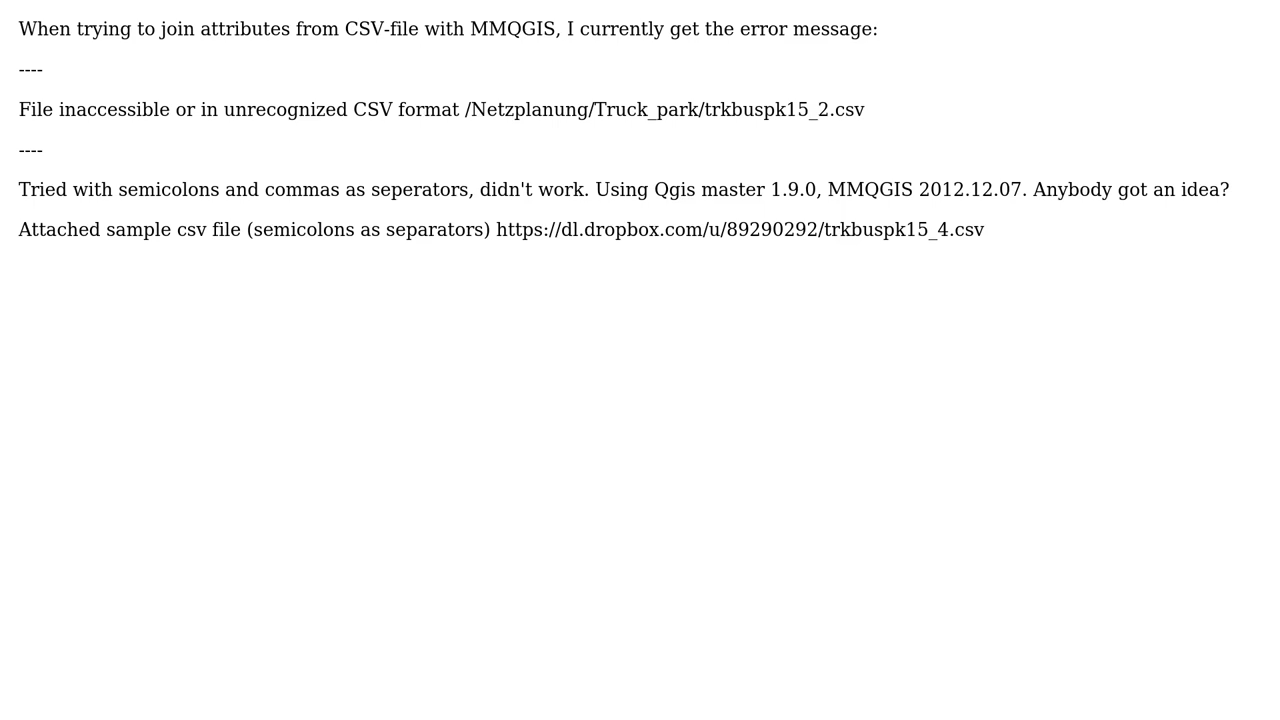 When trying to join attributes from CSV-file with MMQGIS, I currently get the error message:
----
File inaccessible or in unrecognized CSV format /Netzplanung/Truck_park/trkbuspk15_2.csv
----
Tried with semicolons and commas as seperators, didn't work. Using Qgis master 1.9.0, MMQGIS 2012.12.07. Anybody got an idea?
Attached sample csv file (semicolons as separators) https://dl.dropbox.com/u/89290292/trkbuspk15_4.csv